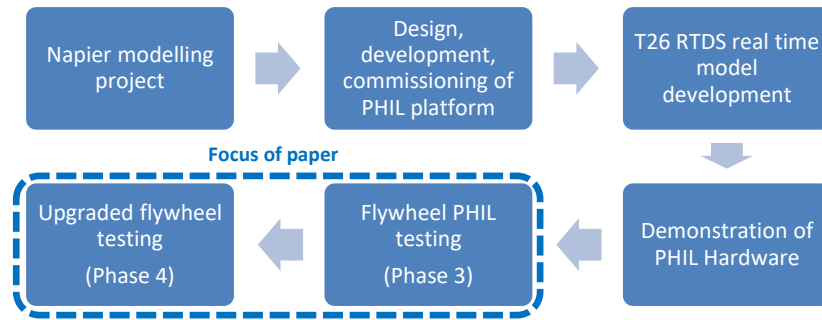 Napier modelling
project
Design,
development,
commissioning of
PHIL platform
T26 RTDS real time
model
development
Focus of paper
Upgraded flywheel
testing
(Phase 4)
Flywheel PHIL
testing
(Phase 3)
Demonstration of
PHIL Hardware